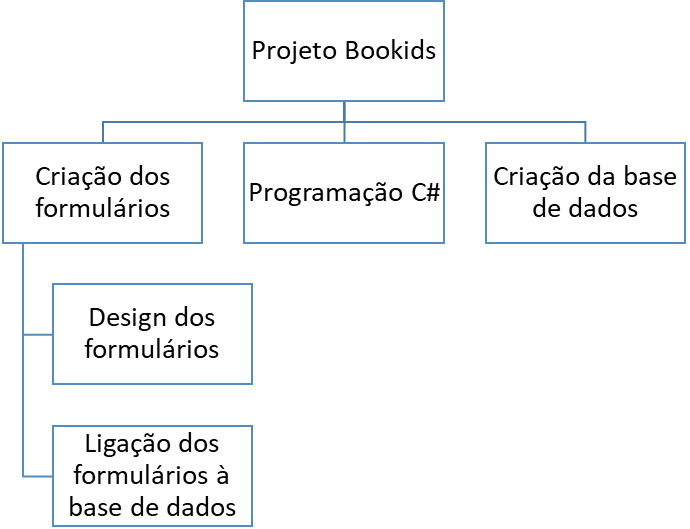 Projeto Bookids
Criação dos
formulários
Programação C#
Criação da base
de dados
Design dos
formulários
Ligação dos
formulários à
base de dados